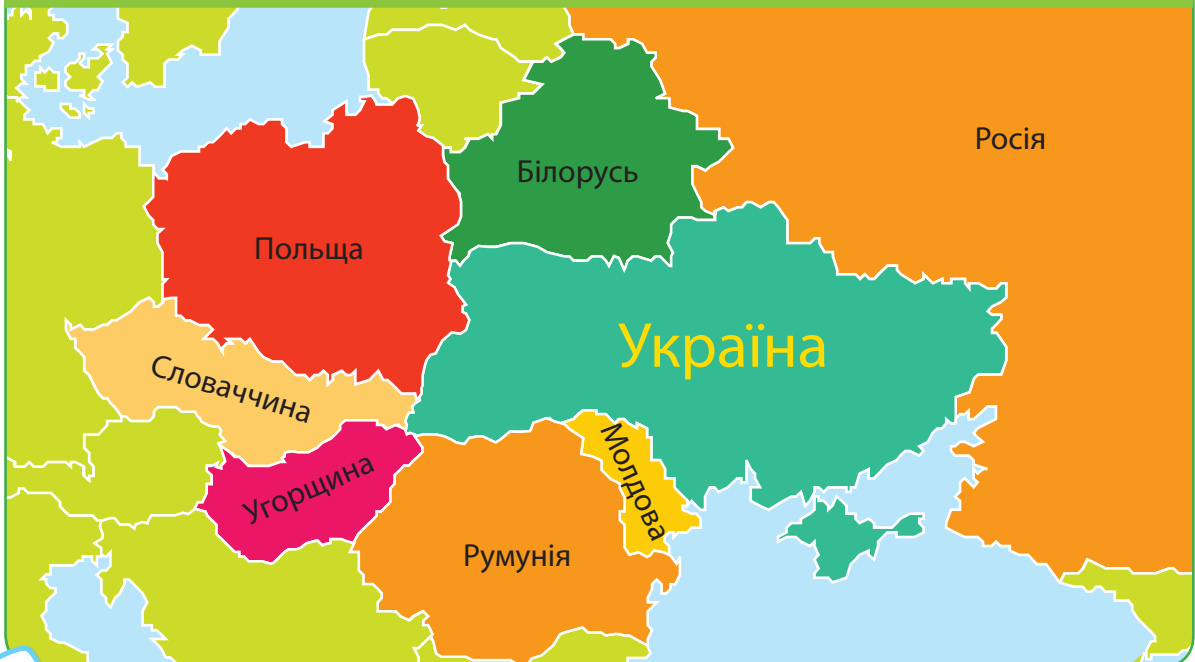 Росія
Білорусь
Польща
Україна
Словаччина
Молдова
Угорщина
Румунія